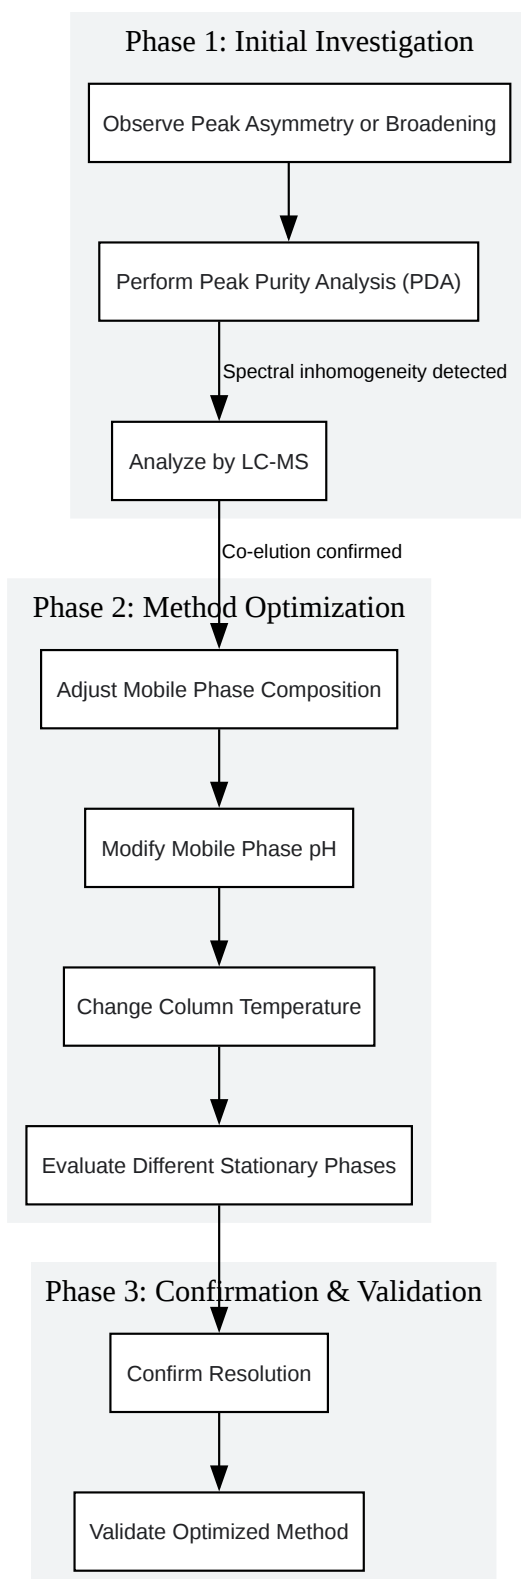 Phase 1: Initial Investigation
Observe Peak Asymmetry or Broadening
Perform Peak Purity Analysis (PDA)
Spectral inhomogeneity detected
Analyze by LC-MS
Co-elution confirmed
Phase 2: Method Optimization
Adjust Mobile Phase Composition
Modify Mobile Phase pH
Change Column Temperature
Evaluate Different Stationary Phases
Phase 3: Confirmation & Validation
Confirm Resolution
Validate Optimized Method